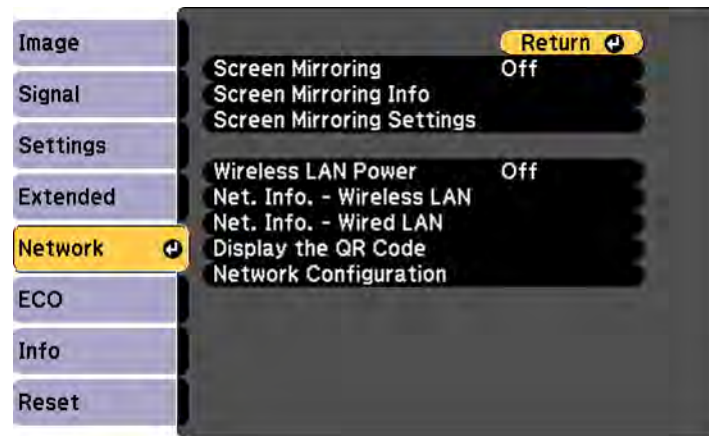 Image
Signal
Settings
Extended
Network
ECO
Info
Reset
Return
Screen Mirroring Off
Screen Mirroring Info
Screen Mirroring Settings
Wireless LAN Power Off
Net. Info. - Wireless LAN
Net. Info. - Wired LAN
Display the QR Code
Network Configuration